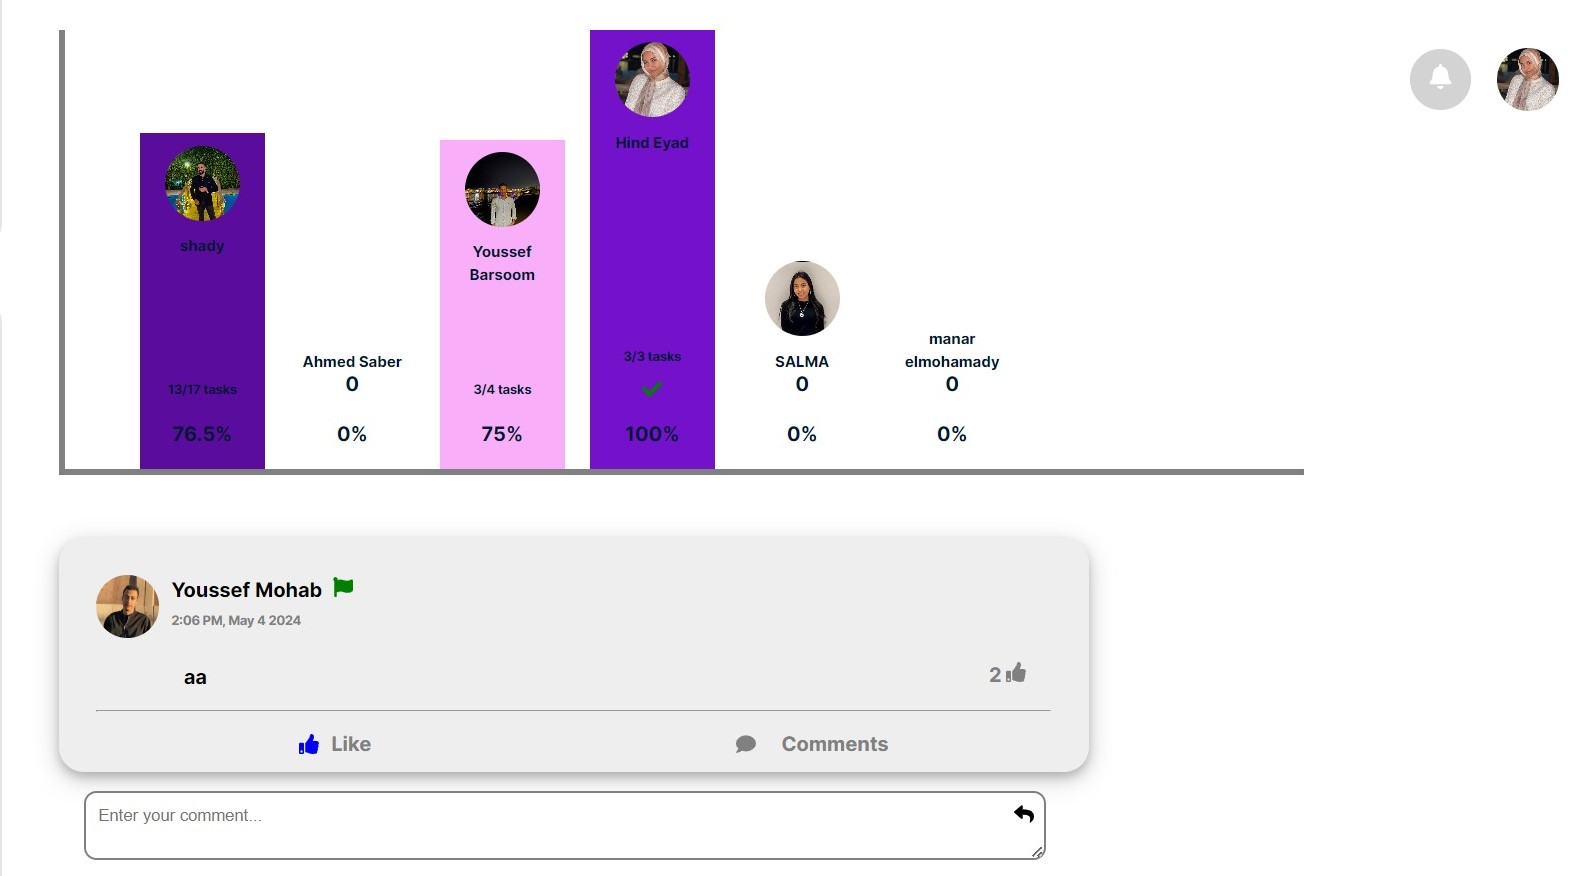 shady
13/17 tasks
76.5%
Ahmed Saber
0
0%
Youssef
Barsoom
3/4 tasks
75%
Hind Eyad
3/3 tasks
100%
SALMA
0
0%
manar
elmohamady
0
0%
Youssef Mohab
2:06 PM, May 4 2024
aa
2
Like
Comments
Enter your comment...